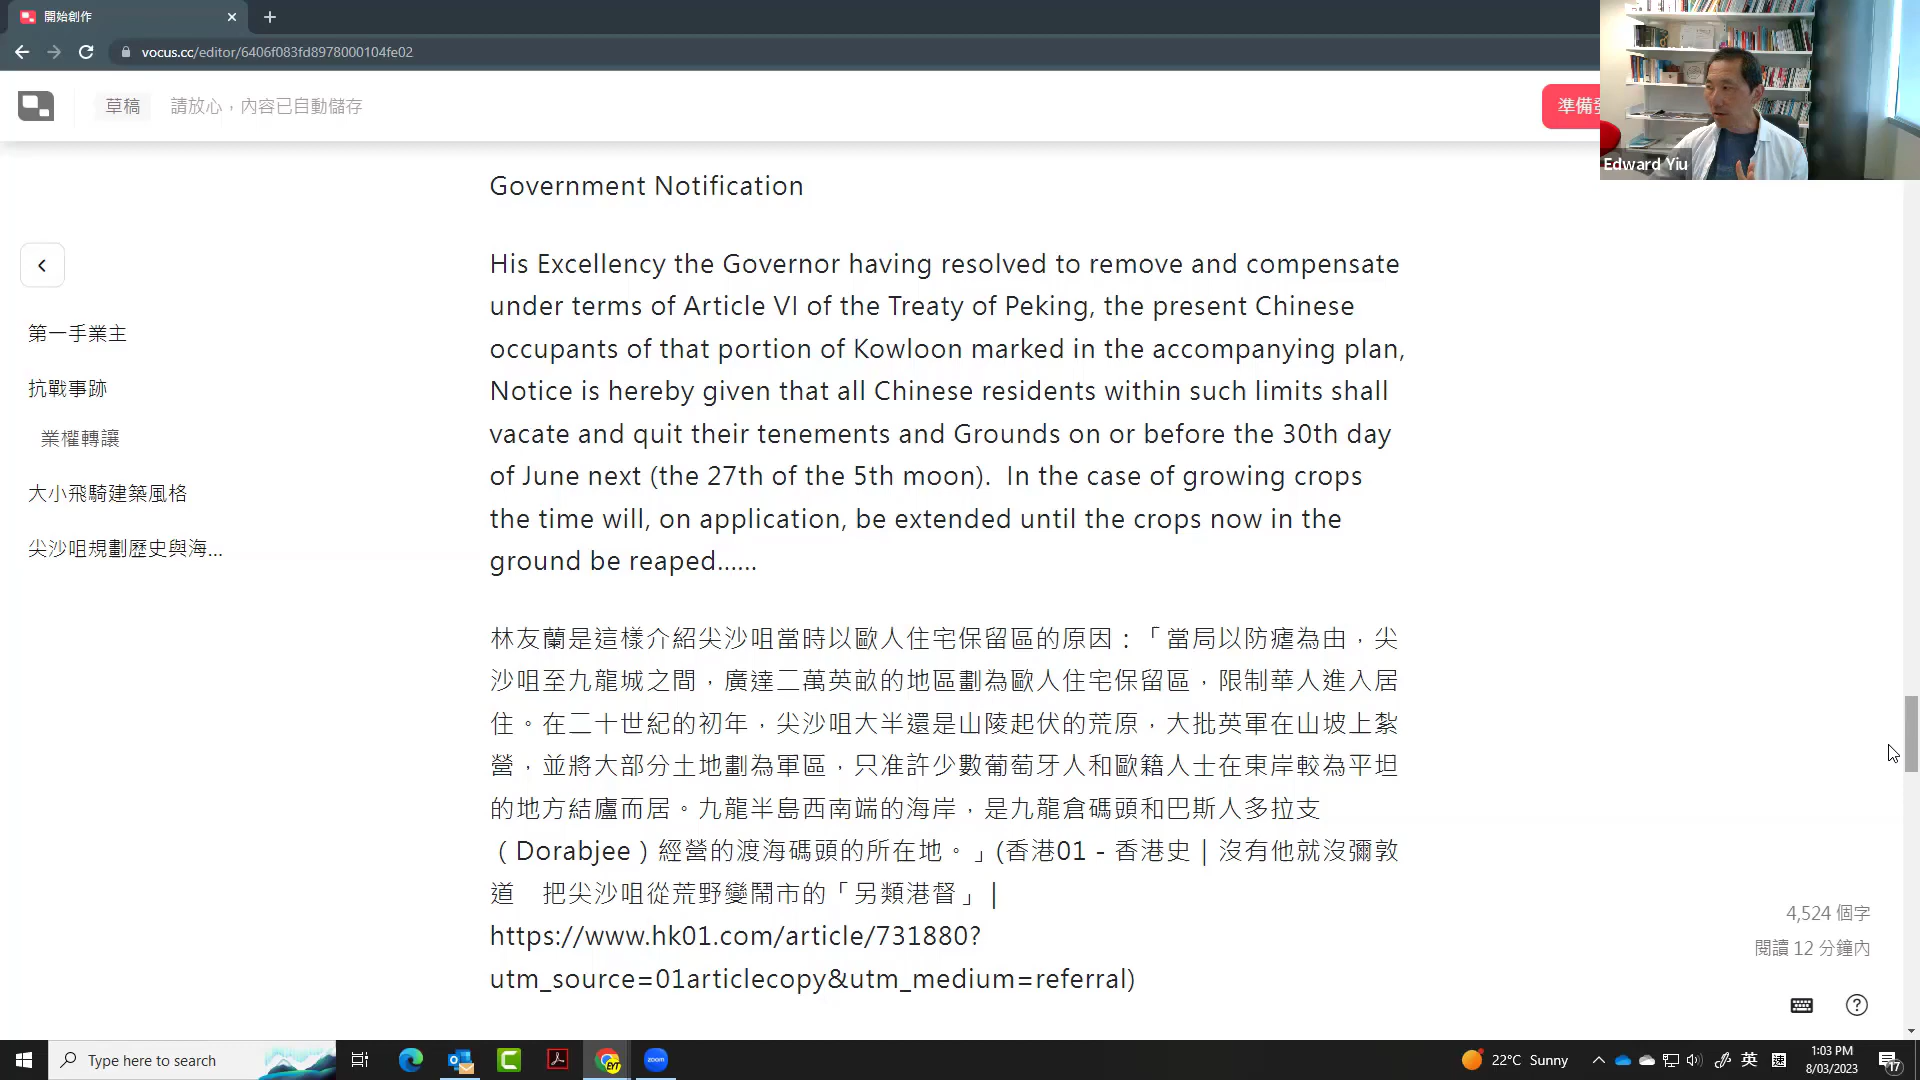 開始創作
vocus.cc/editor/6406f083fd8978000104fe02
草稿
請放心，內容已自動儲存
準備發
Edward Yiu
第一手業主
抗戰事跡
業權轉讓
大小飛騎建築風格
尖沙咀規劃歷史與海...
Government Notification
His Excellency the Governor having resolved to remove and compensate
under terms of Article VI of the Treaty of Peking, the present Chinese
occupants of that portion of Kowloon marked in the accompanying plan,
Notice is hereby given that all Chinese residents within such limits shall
vacate and quit their tenements and Grounds on or before the 30th day
of June next (the 27th of the 5th moon).  In the case of growing crops
the time will, on application, be extended until the crops now in the
ground be reaped......
林友蘭是這樣介紹尖沙咀當時以歐人住宅保留區的原因：「當局以防瘧為由，尖
沙咀至九龍城之間，廣達二萬英畝的地區劃為歐人住宅保留區，限制華人進入居
住。在二十世紀的初年，尖沙咀大半還是山陵起伏的荒原，大批英軍在山坡上紮
營，並將大部分土地劃為軍區，只准許少數葡萄牙人和歐籍人士在東岸較為平坦
的地方結廬而居。九龍半島西南端的海岸，是九龍倉碼頭和巴斯人多拉支
（Dorabjee）經營的渡海碼頭的所在地。」(香港01 - 香港史｜沒有他就沒彌敦
道　把尖沙咀從荒野變鬧市的「另類港督」｜
https://www.hk01.com/article/731880?
utm_source=01articlecopy&utm_medium=referral)
4,524 個字
閱讀 12 分鐘內
Type here to search
zoom
22°C Sunny
英
1:03 PM
8/03/2023
17